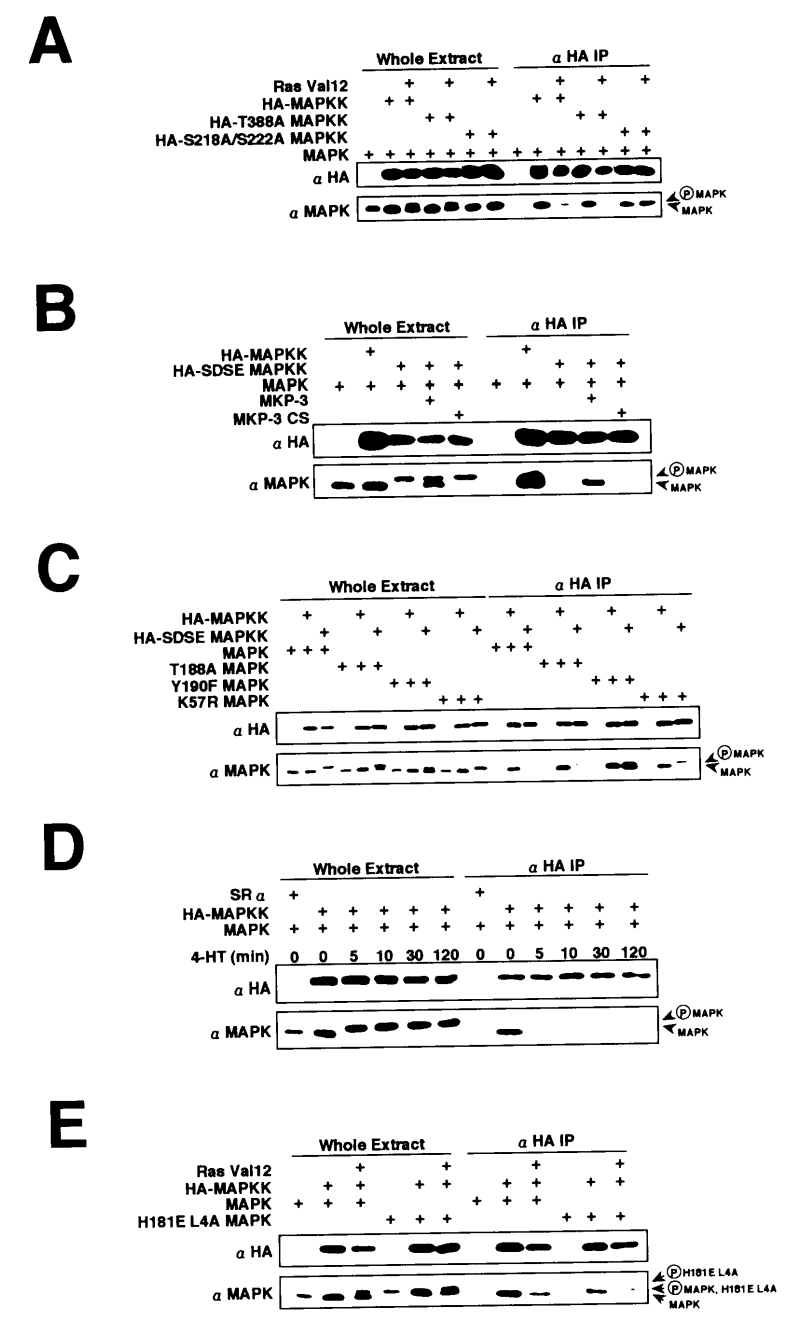 A
Whole Extract α HA IP
Ras Val12 + + + + + +
HA-MAPKK + + + +
HA-T388A MAPKK + + + +
HA-S218A/S222A MAPKK + + + +
MAPK + + + + + + + + + + + + + +
α HA
α MAPK
P MAPK
MAPK
B
Whole Extract α HA IP
HA-MAPKK + +
HA-SDSE MAPKK + + + + + +
MAPK + + + + + + + + + +
MKP-3 + +
MKP-3 CS + +
α HA
α MAPK
P MAPK
MAPK
C
Whole Extract α HA IP
HA-MAPKK + + + + + + + +
HA-SDSE MAPKK + + + + + + + +
MAPK + + + + + +
T188A MAPK + + + + + +
Y190F MAPK + + + + + +
K57R MAPK + + + + + +
α HA
α MAPK
P MAPK
MAPK
D
Whole Extract α HA IP
SR α + +
HA-MAPKK + + + + + + + + + +
MAPK + + + + + + + + + + + +
4-HT (min) 0 0 5 10 30 120 0 0 5 10 30 120
α HA
α MAPK
P MAPK
MAPK
E
Whole Extract α HA IP
Ras Val12 + + + +
HA-MAPKK + + + + + + + +
MAPK + + + + + +
H181E L4A MAPK + + + + + +
α HA
α MAPK
P H181E L4A
P MAPK, H181E L4A
MAPK